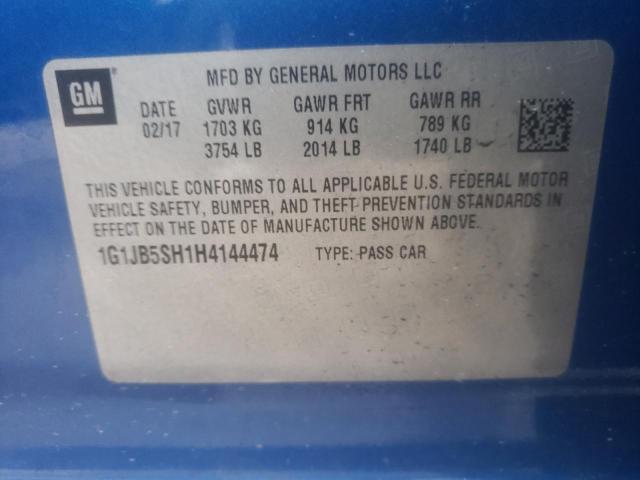 GM
MFD BY GENERAL MOTORS LLC
DATE GVWR GAWR FRT GAWR RR
02/17 1703 KG 914 KG 789 KG
3754 LB 2014 LB 1740 LB
THIS VEHICLE CONFORMS TO ALL APPLICABLE U.S. FEDERAL MOTOR
VEHICLE SAFETY, BUMPER, AND THEFT PREVENTION STANDARDS IN
EFFECT ON THE DATE OF MANUFACTURE SHOWN ABOVE.
1G1JB5SH1H4144474 TYPE: PASS CAR